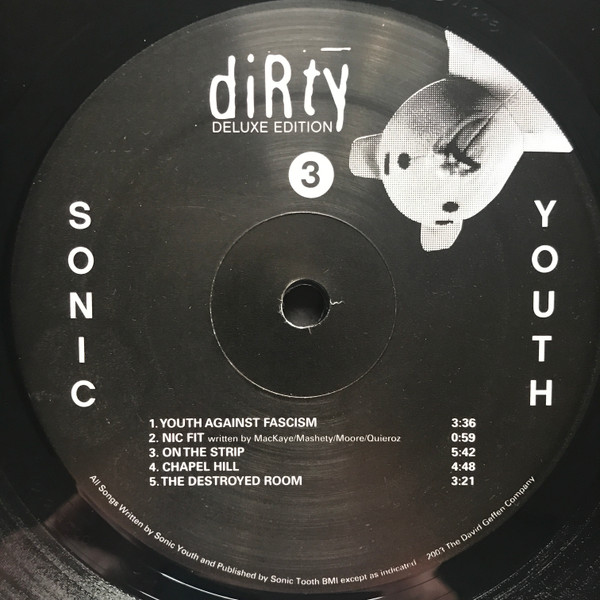 diRty
DELUXE EDITION
3
SONIC
YOUTH
1. YOUTH AGAINST FASCISM 3:36
2. NIC FIT written by MacKaye/Mashety/Moore/Quieroz 0:59
3. ON THE STRIP 5:42
4. CHAPEL HILL 4:48
5. THE DESTROYED ROOM 3:21
All Songs Written by Sonic Youth and Published by Sonic Tooth BMI except as indicated 2003 The David Geffen Company